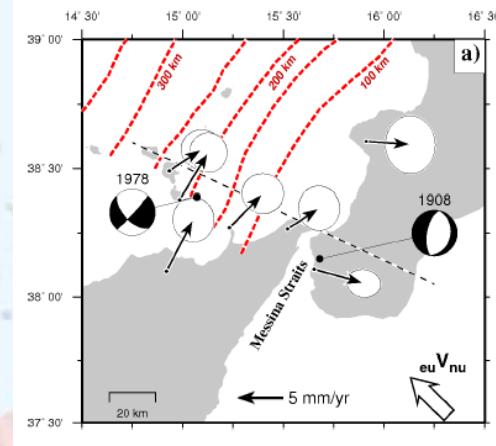 14˚30' 15˚00' 15˚30' 16˚00' 16˚30'
39˚00'
a)
300 km
200 km
100 km
38˚30'
1978
1908
38˚00'
Messina Straits
euVnu
5 mm/yr
20 km
37˚30'